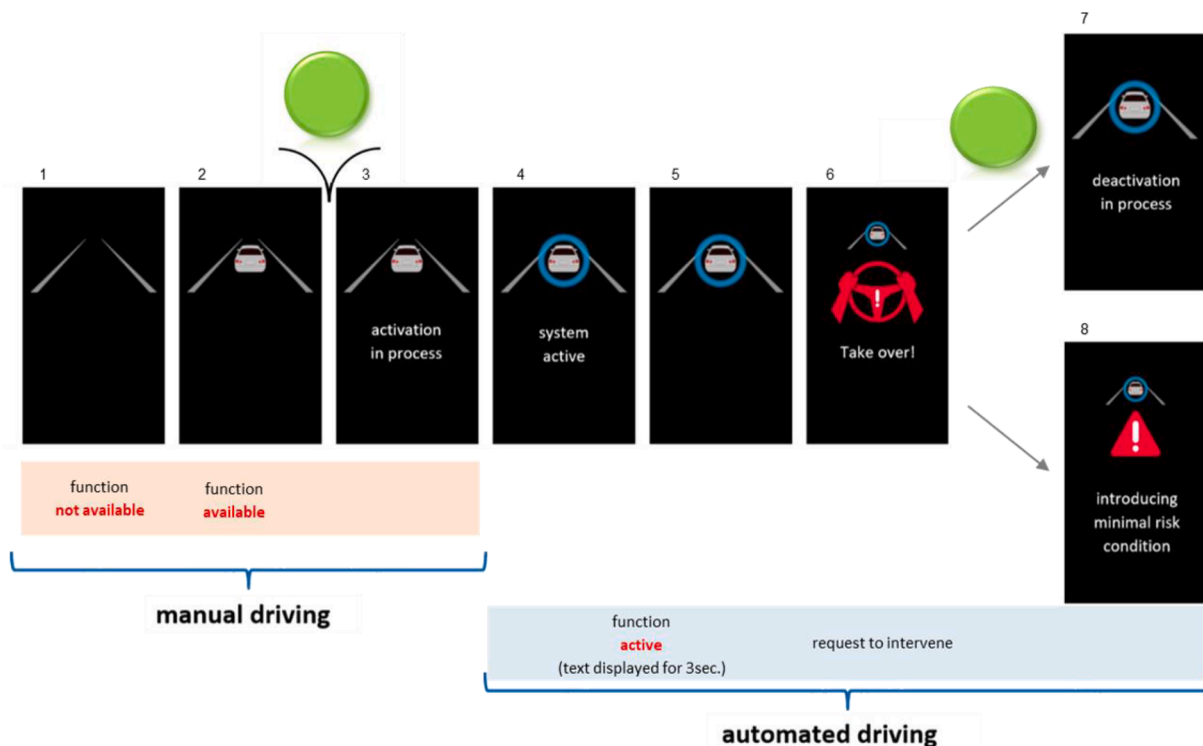 7
1
2
3
4
5
6
deactivation
in process
activation
in process
system
active
Take over!
8
introducing
minimal risk
condition
function
not available
function
available
manual driving
function
active
(text displayed for 3sec.)
request to intervene
automated driving